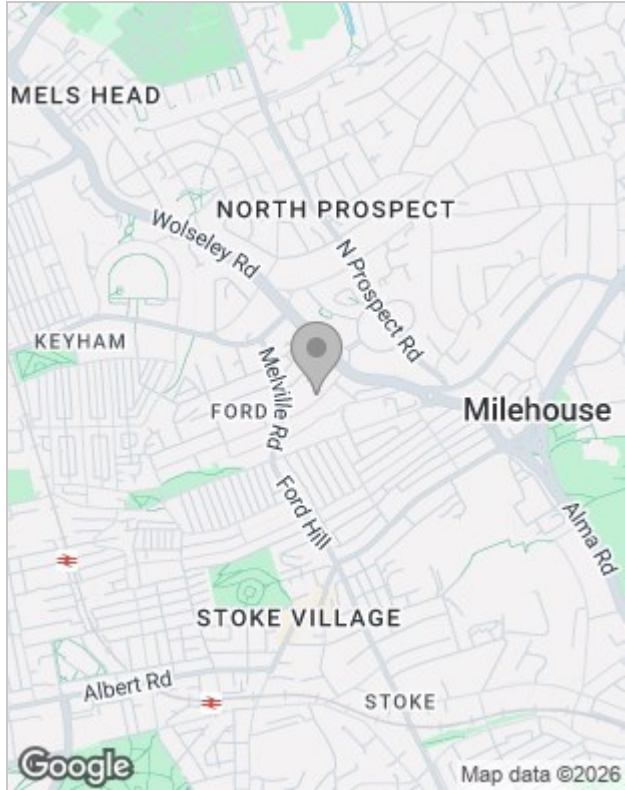 MELS HEAD
NORTH PROSPECT
Wolseley Rd
N Prospect Rd
KEYHAM
Melville Rd
FORD
Milehouse
Ford Hill
Alma Rd
STOKE VILLAGE
Albert Rd
STOKE
Google
Map data ©2026